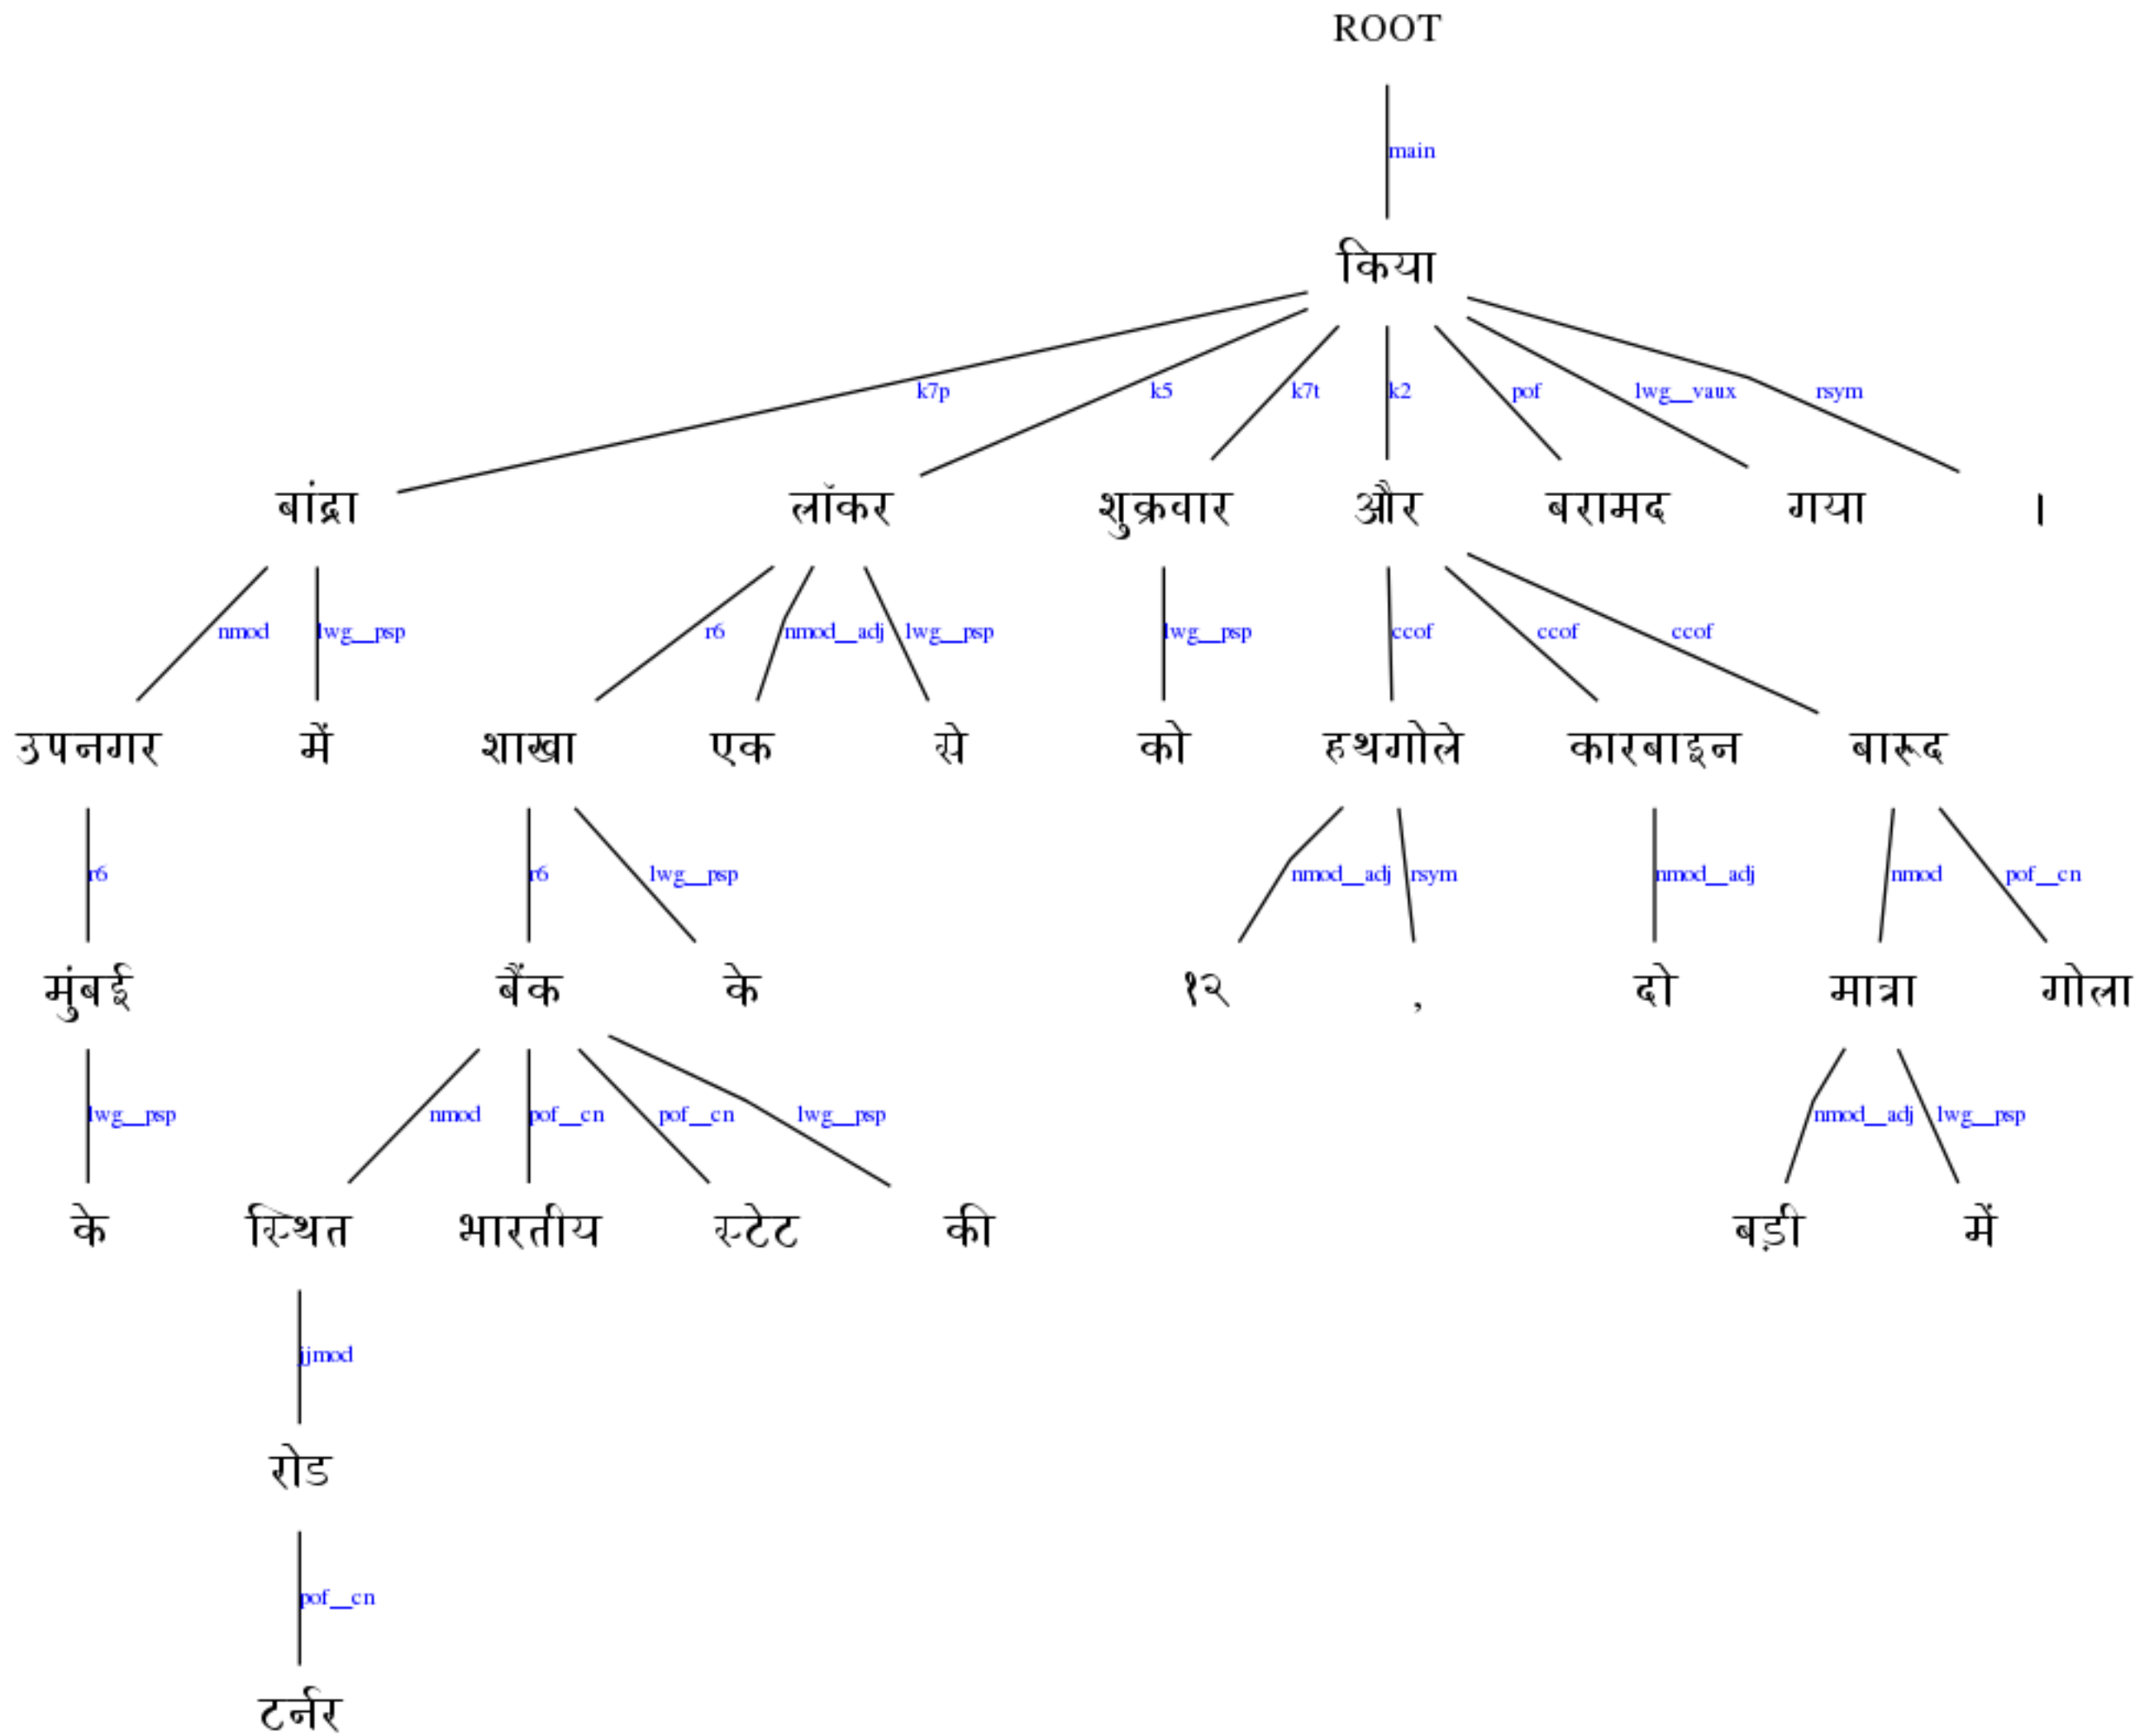 ROOT
main
किया
k7p k5 k7t k2 pof lwg__vaux rsym
बांद्रा लॉकर शुक्रवार और बरामद गया ।
nmod lwg__psp r6 nmod__adj lwg__psp lwg__psp ccof ccof ccof
उपनगर में शाखा एक से को हथगोले कारबाइन बारूद
r6 r6 lwg__psp nmod__adj rsym nmod__adj nmod pof__cn
मुंबई बैंक के १२ , दो मात्रा गोला
lwg__psp nmod pof__cn pof__cn lwg__psp nmod__adj lwg__psp
के स्थित भारतीय स्टेट की बड़ी में
jjmod
रोड
pof__cn
टर्नर